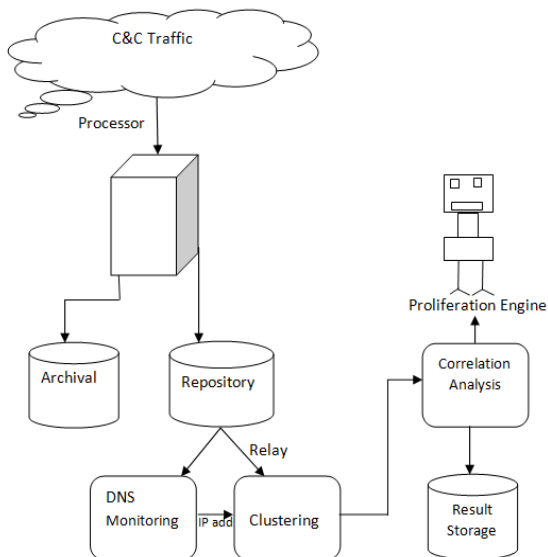 C&C Traffic
Processor
Proliferation Engine
Archival
Repository
Correlation
Analysis
Relay
DNS
Monitoring
IP add
Clustering
Result
Storage